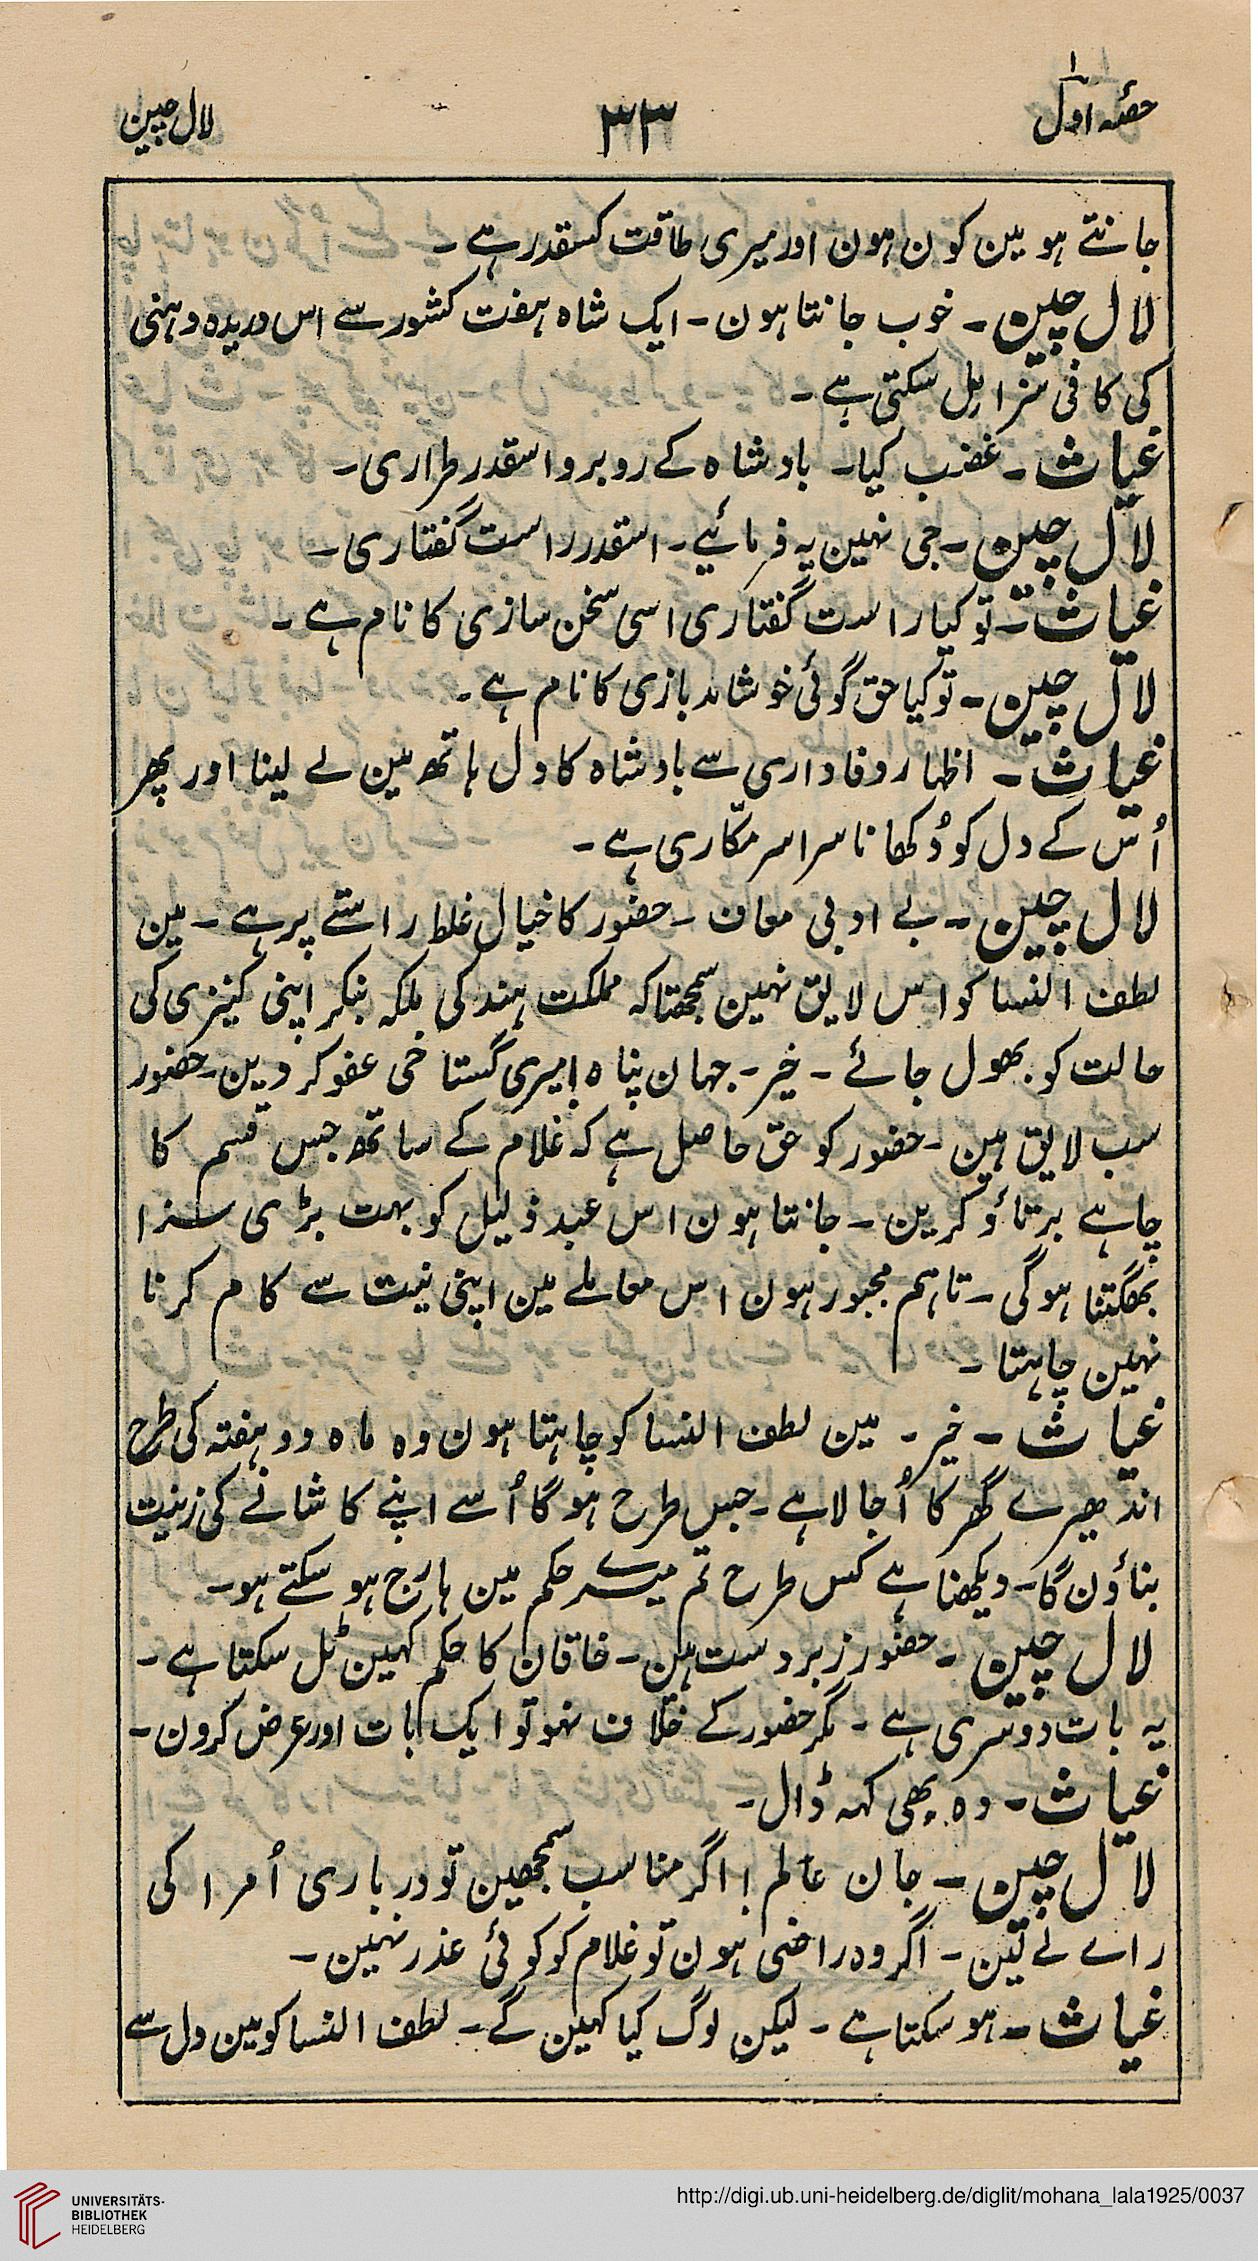 حصّہ اول
۳۳
لال چین
جانتے ہو مین کون ہون اور میری طاقت کسقدر ہے ۔
لال چین ۔ خوب جانتا ہون ۔ ایک شاہ ہفت کشور سے اس دریدہ دہنی
کی کافی سزا مل سکتی ہے ۔
غیاث ۔ غضب کیا ۔ بادشاہ کے روبرو اسقدر طراری ۔
لال چین ۔ جی نہین یہ فرمائیے ۔ اسقدر راست گفتاری ۔
غیاث ۔ تو کیا راست گفتاری اسی سخن سازی کا نام ہے ۔
لال چین ۔ تو کیا حق گوئی خوشامد بازی کا نام ہے ۔
غیاث ۔ اظہار وفاداری سے بادشاہ کا دل ہاتھ مین لے لینا اور پھر
اُس کے دل کو دُکھانا سراسر مکّاری ہے ۔
لال چین ۔ بے ادبی معاف ۔ حضور کا خیال غلط راستے پر ہے ۔ مین
لطف النسا کو اس لایق نہین سمجھتا کہ مملکت ہند کی ملکہ بنکر اپنی کنیزی کی
حالت کو بھول جائے ۔ خیر ۔ جہان پناہ ! میری گستاخی عفو کر دین ۔ حضور
سب لایق ہین ۔ حضور کو حق حاصل ہے کہ غلام کے ساتھ جس قسم کا
چاہے برتاؤ کرین ۔ جانتا ہون اس عبد ذلیل کو بہت بڑی سزا
بھگتنا ہوگی ۔ تاہم مجبور ہون اس معاملے مین اپنی نیت سے کام کرنا
نہین چاہتا ۔
غیاث ۔ خیر ۔ مین لطف النسا کو چاہتا ہون وہ ماہ دو ہفتہ کی طرح
اندھیرے گھر کا اُجالا ہے ۔ جس طرح ہوگا اُسے اپنے کاشانے کی زینت
بناؤن گا ۔ دیکھنا ہے کس طرح تم میرے حکم مین ہارج ہو سکتے ہو ۔
لال چین ۔ حضور زبردست ہین ۔ خاقان کا حکم کہین ٹل سکتا ہے ۔
یہ بات دوسری ہے ۔ مگر حضور کے خلاف نہو تو ایک بات اور عرض کرون ۔
غیاث ۔ وہ بھی کہہ ڈال ۔
لال چین ۔ جان عالم ! اگر مناسب سمجھین تو درباری اُمرا کی
راے لے لین ۔ اگر وہ راضی ہون تو غلام کو کوئی عذر نہین ۔
غیاث ۔ ہو سکتا ہے ۔ لیکن لوگ کیا کہین گے ۔ لطف النسا کو مین دل سے
UNIVERSITÄTS-
BIBLIOTHEK
HEIDELBERG
http://digi.ub.uni-heidelberg.de/diglit/mohana_lala1925/0037